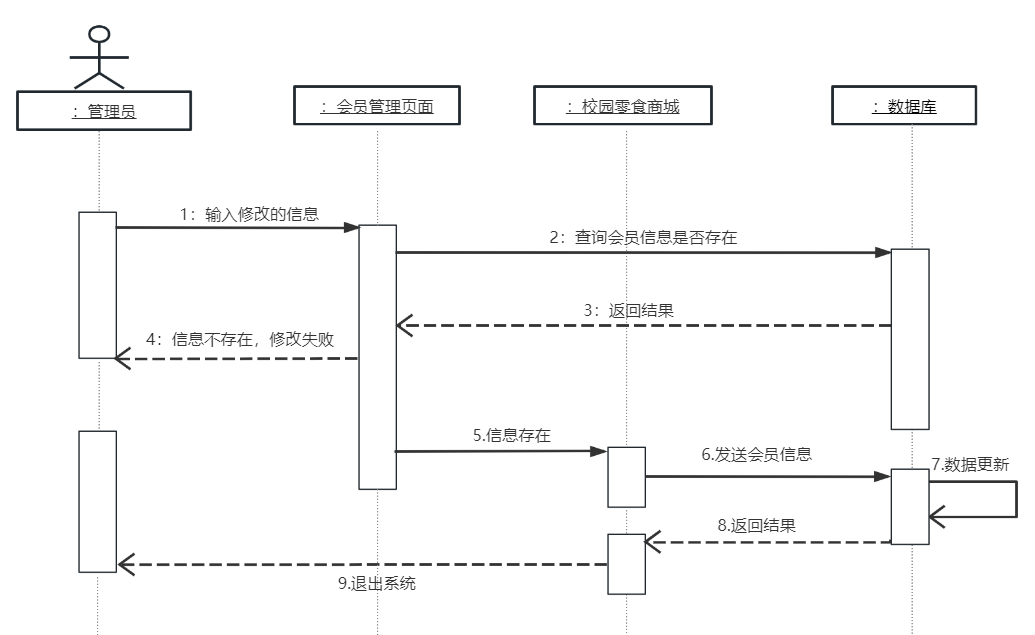 ：管理员
：会员管理页面
：校园零食商城
：数据库
1：输入修改的信息
2：查询会员信息是否存在
3：返回结果
4：信息不存在，修改失败
5.信息存在
6.发送会员信息
7.数据更新
8.返回结果
9.退出系统